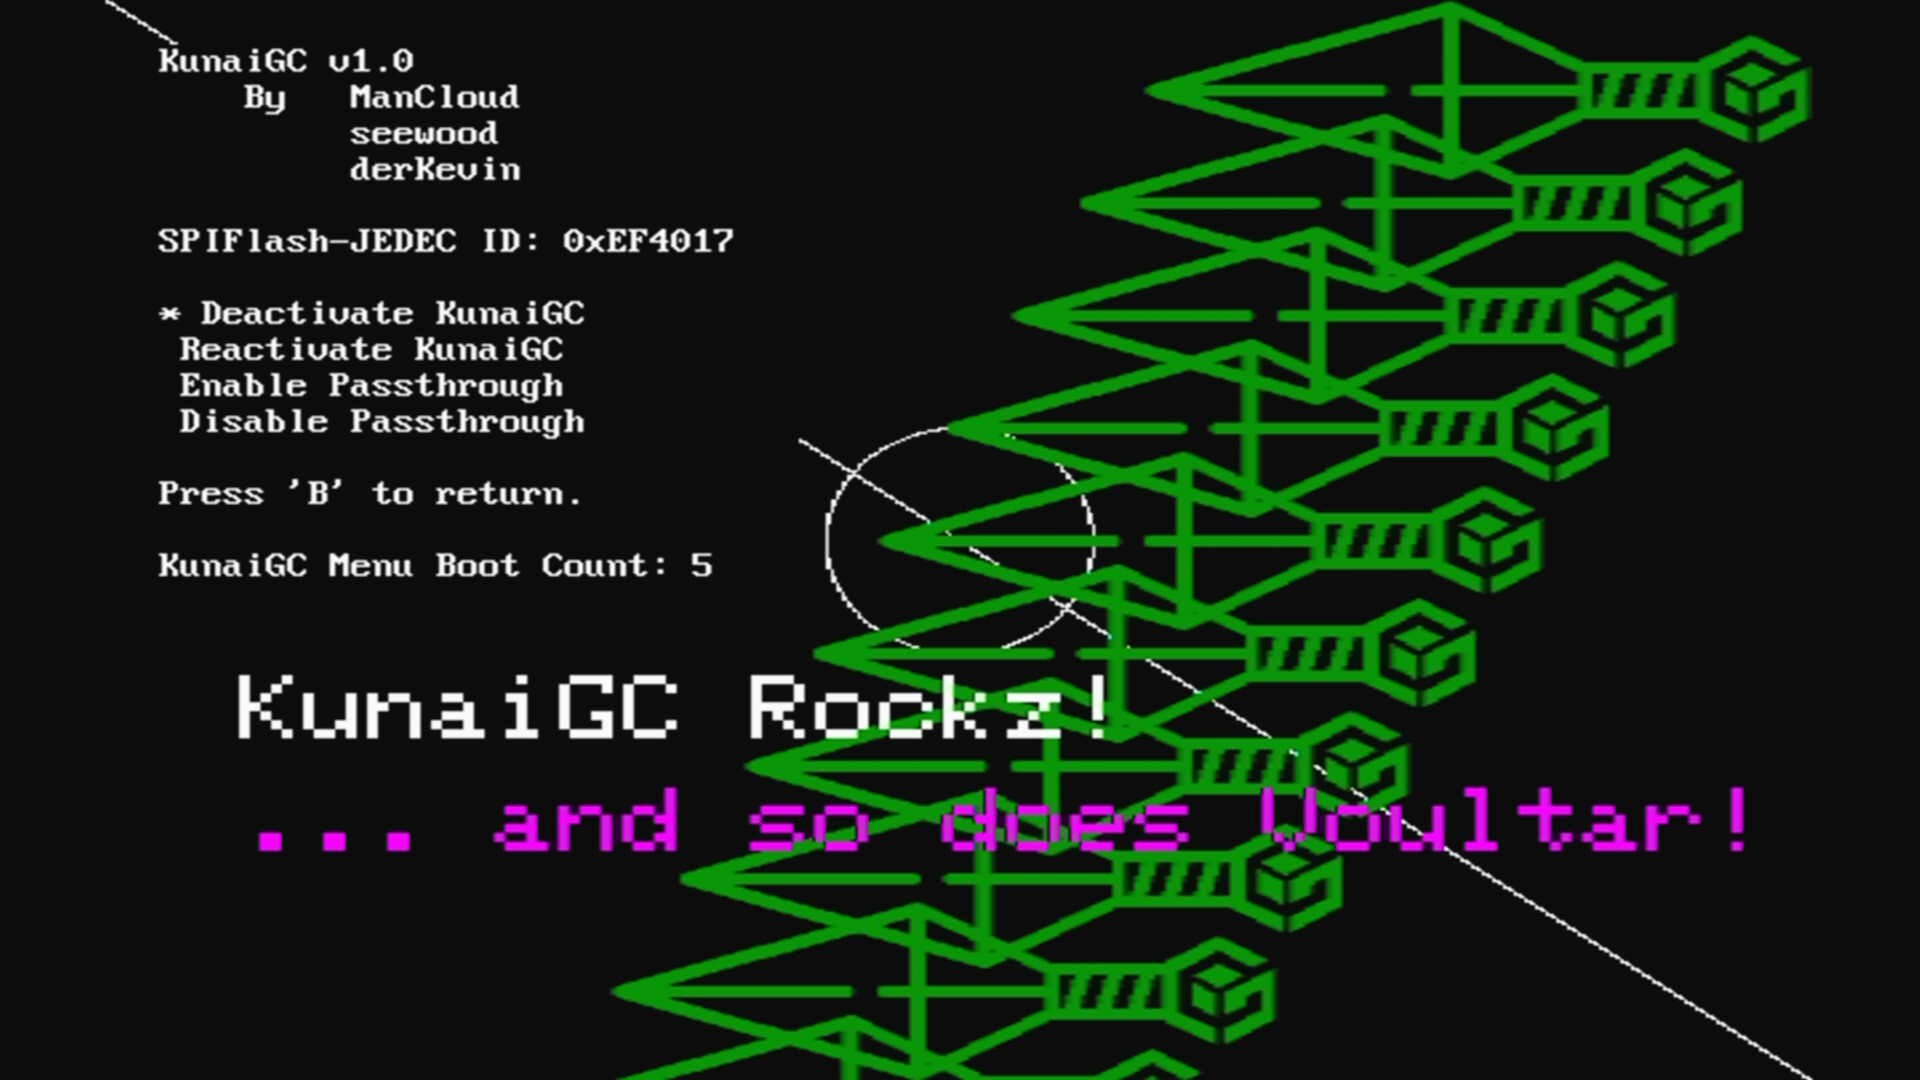 KunaiGC v1.0
By ManCloud
seewood
derKevin
SPIFlash-JEDEC ID: 0xEF4017
* Deactivate KunaiGC
Reactivate KunaiGC
Enable Passthrough
Disable Passthrough
Press 'B' to return.
KunaiGC Menu Boot Count: 5
KunaiGC Rockz!
... and so does Voultar!